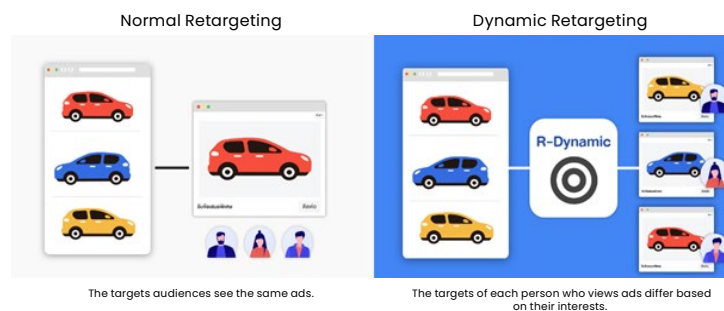 Normal Retargeting
Dynamic Retargeting
R-Dynamic
The targets audiences see the same ads.
The targets of each person who views ads differ based
on their interests.